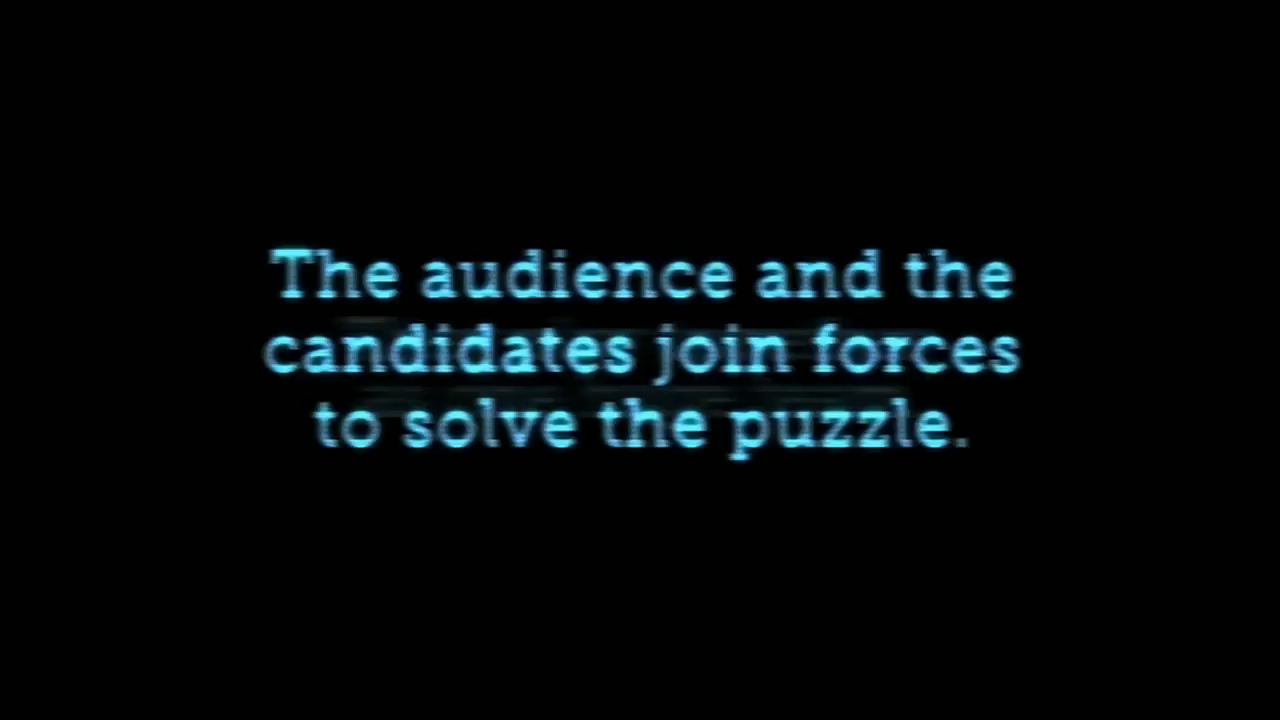 The audience and the
candidates join forces
to solve the puzzle.